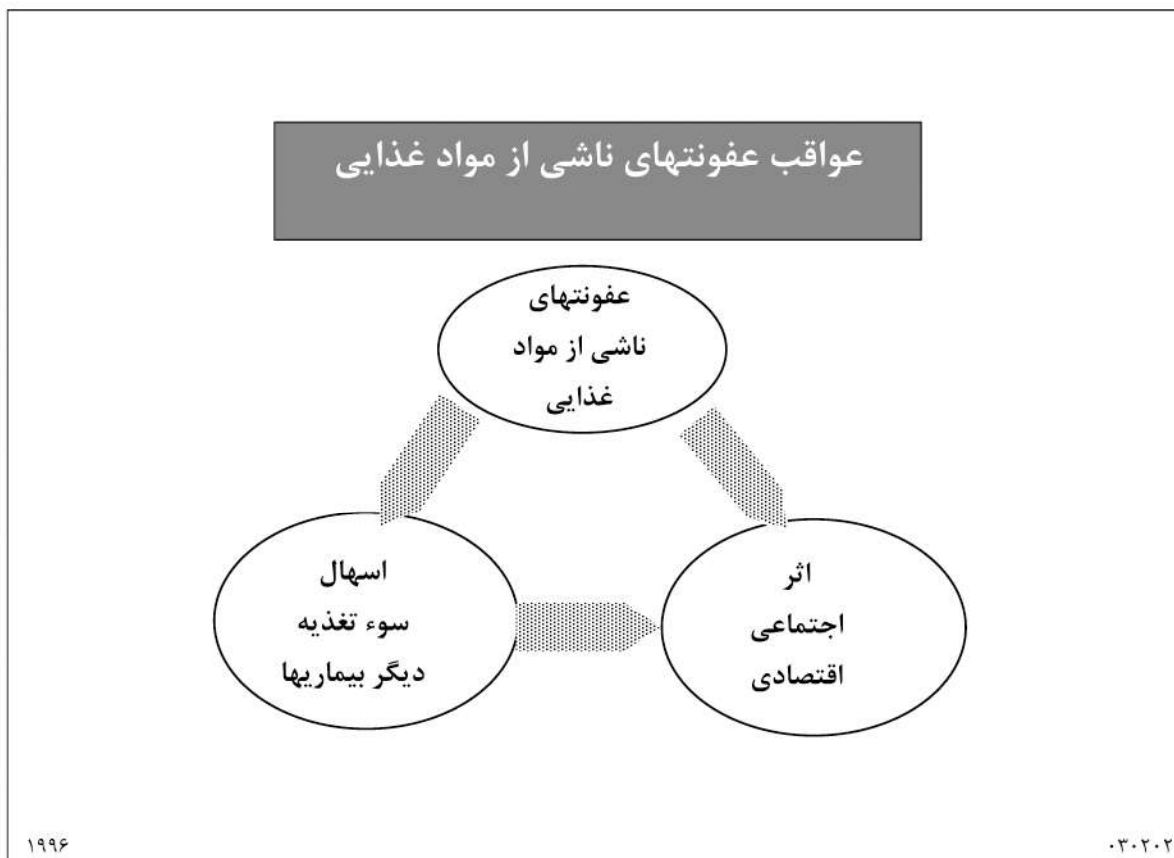 عواقب عفونتهای ناشی از مواد غذایی
عفونتهای
ناشی از مواد
غذایی
اسهال
سوء تغذیه
دیگر بیماریها
اثر
اجتماعی
اقتصادی
۱۹۹۶
۰۳۰۲۰۲